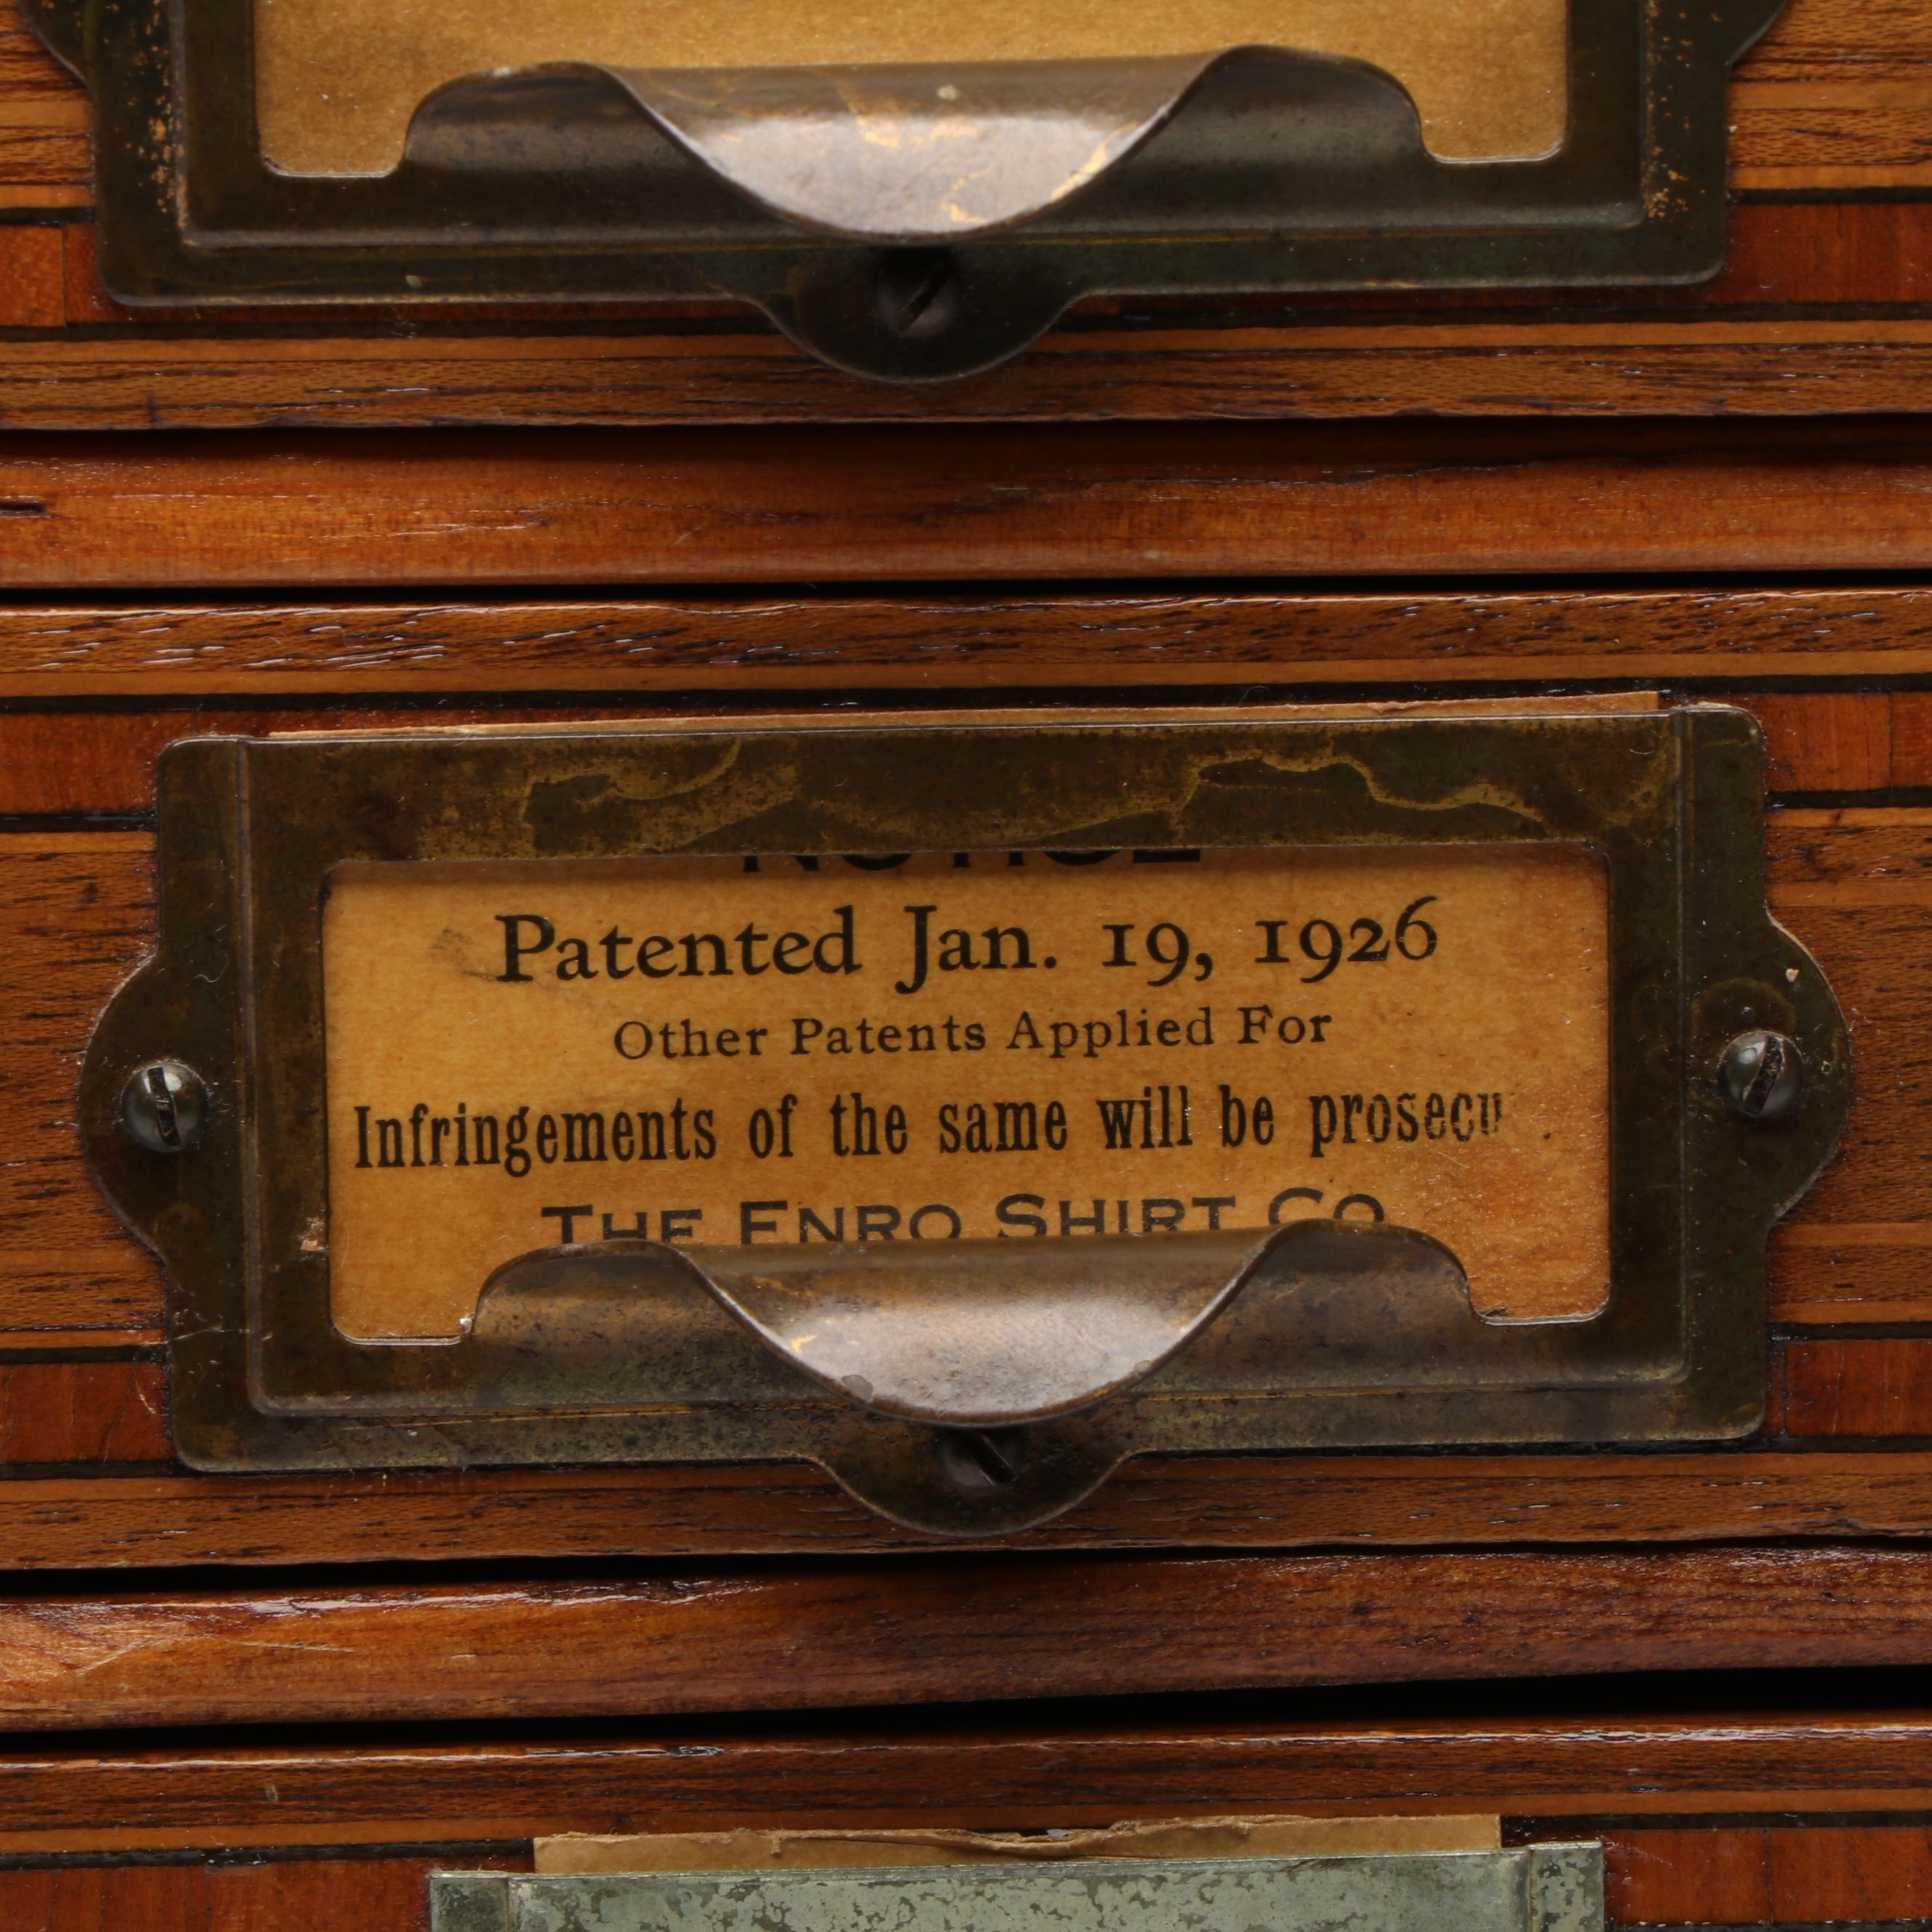 NOTICE
Patented Jan. 19, 1926
Other Patents Applied For
Infringements of the same will be prosecu
THE ENRO SHIRT CO